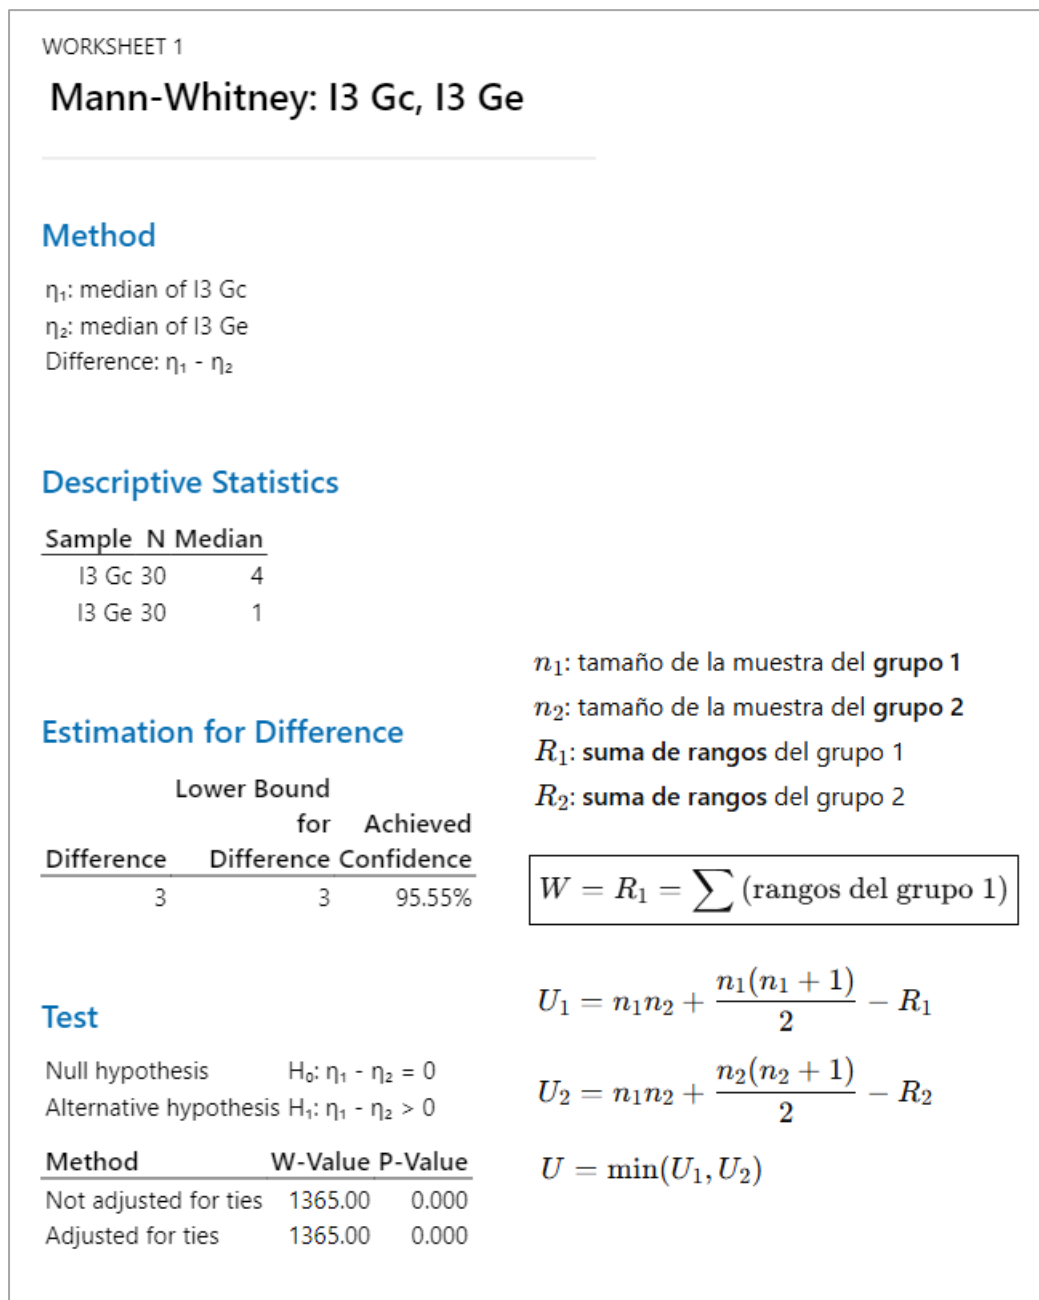 WORKSHEET 1
Mann-Whitney: I3 Gc, I3 Ge
Method
η₁: median of I3 Gc
η₂: median of I3 Ge
Difference: η₁ - η₂
Descriptive Statistics
Sample N Median
I3 Gc 30 4
I3 Ge 30 1
Estimation for Difference
Lower Bound
for Achieved
Difference Difference Confidence
3 3 95.55%
Test
Null hypothesis H₀: η₁ - η₂ = 0
Alternative hypothesis H₁: η₁ - η₂ > 0
Method W-Value P-Value
Not adjusted for ties 1365.00 0.000
Adjusted for ties 1365.00 0.000
n₁: tamaño de la muestra del grupo 1
n₂: tamaño de la muestra del grupo 2
R₁: suma de rangos del grupo 1
R₂: suma de rangos del grupo 2
W = R₁ = ∑ (rangos del grupo 1)
U₁ = n₁n₂ + n₁(n₁ + 1)/2 − R₁
U₂ = n₁n₂ + n₂(n₂ + 1)/2 − R₂
U = min(U₁, U₂)